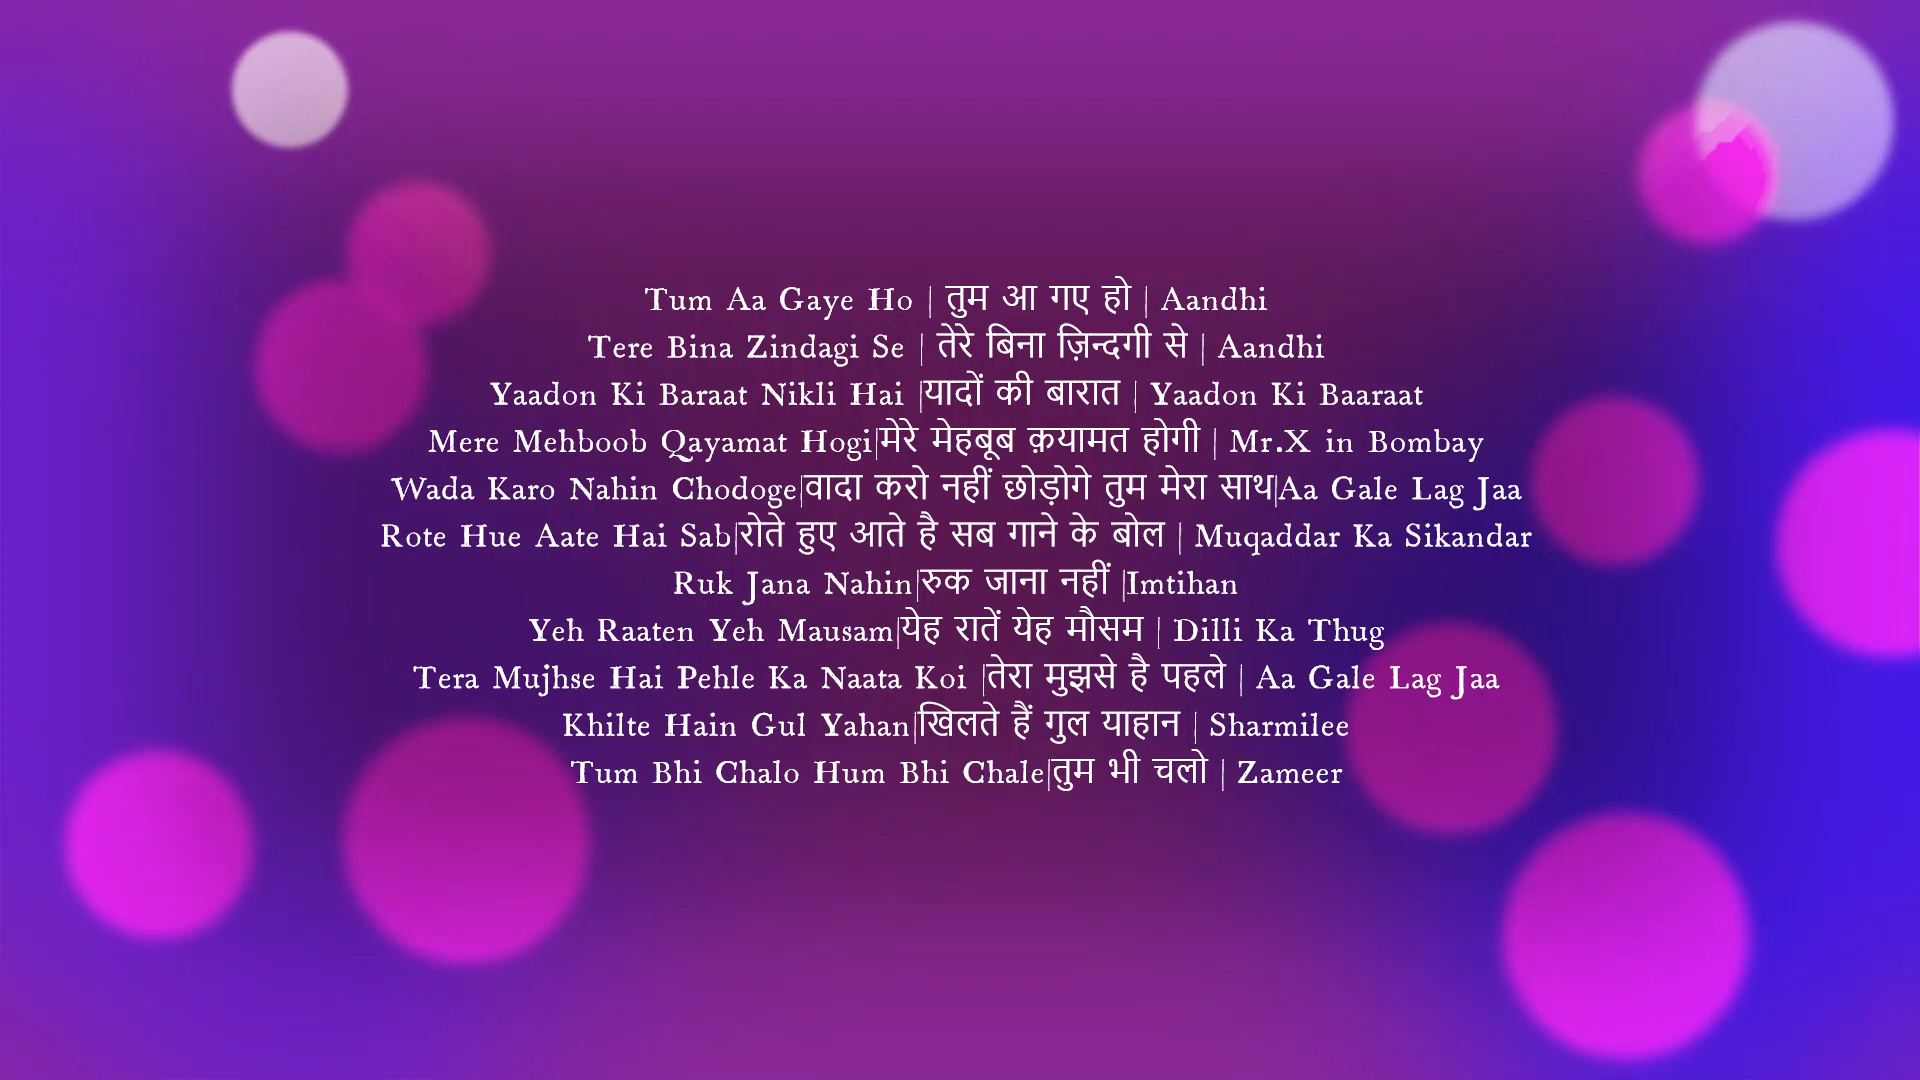 Tum Aa Gaye Ho | तुम आ गए हो | Aandhi
Tere Bina Zindagi Se | तेरे बिना ज़िन्दगी से | Aandhi
Yaadon Ki Baraat Nikli Hai |यादों की बारात | Yaadon Ki Baaraat
Mere Mehboob Qayamat Hogi|मेरे मेहबूब क़यामत होगी | Mr.X in Bombay
Wada Karo Nahin Chodoge|वादा करो नहीं छोड़ोगे तुम मेरा साथ|Aa Gale Lag Jaa
Rote Hue Aate Hai Sab|रोते हुए आते है सब गाने के बोल | Muqaddar Ka Sikandar
Ruk Jana Nahin|रुक जाना नहीं |Imtihan
Yeh Raaten Yeh Mausam|येह रातें येह मौसम | Dilli Ka Thug
Tera Mujhse Hai Pehle Ka Naata Koi |तेरा मुझसे है पहले | Aa Gale Lag Jaa
Khilte Hain Gul Yahan|खिलते हैं गुल याहान | Sharmilee
Tum Bhi Chalo Hum Bhi Chale|तुम भी चलो | Zameer